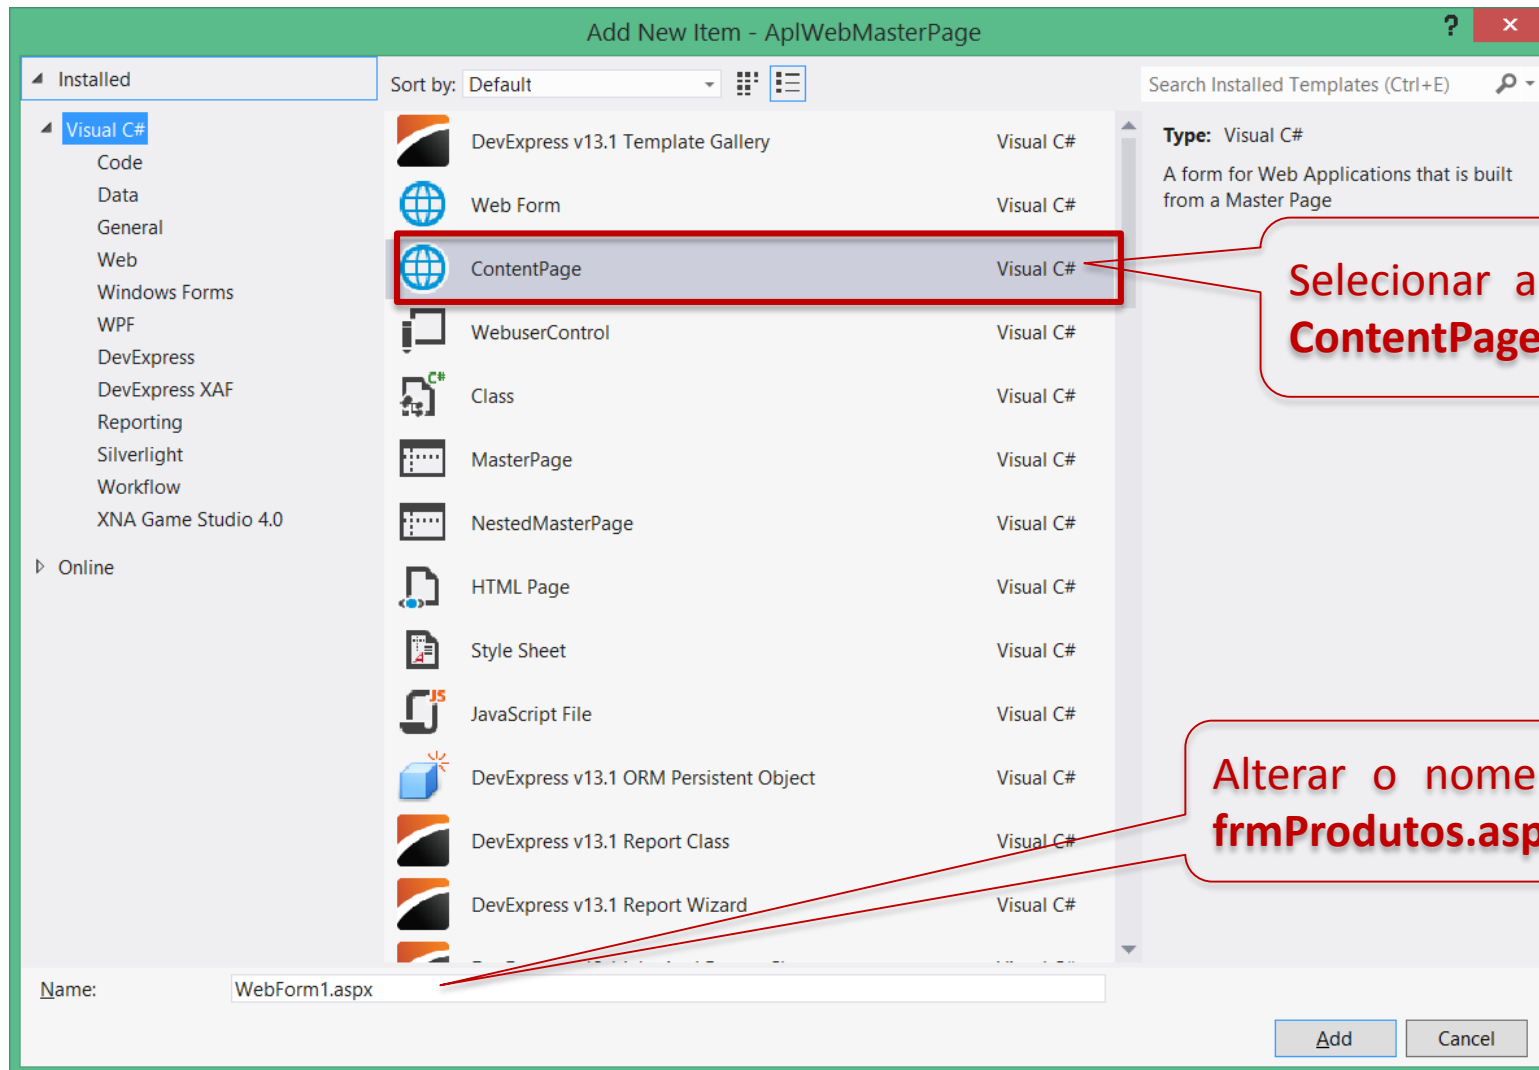 Add New Item - AplWebMasterPage
?
x
Installed
Sort by: Default
Search Installed Templates (Ctrl+E)
Visual C#
Code
Data
General
Web
Windows Forms
WPF
DevExpress
DevExpress XAF
Reporting
Silverlight
Workflow
XNA Game Studio 4.0
Online
DevExpress v13.1 Template Gallery Visual C#
Web Form Visual C#
ContentPage Visual C#
WebuserControl Visual C#
C#
Class Visual C#
MasterPage Visual C#
NestedMasterPage Visual C#
HTML Page Visual C#
Style Sheet Visual C#
JS
JavaScript File Visual C#
DevExpress v13.1 ORM Persistent Object Visual C#
DevExpress v13.1 Report Class Visual C#
DevExpress v13.1 Report Wizard Visual C#
Type: Visual C#
A form for Web Applications that is built
from a Master Page
Selecionar a
ContentPage
Alterar o nome
frmProdutos.asp
Name: WebForm1.aspx
Add Cancel